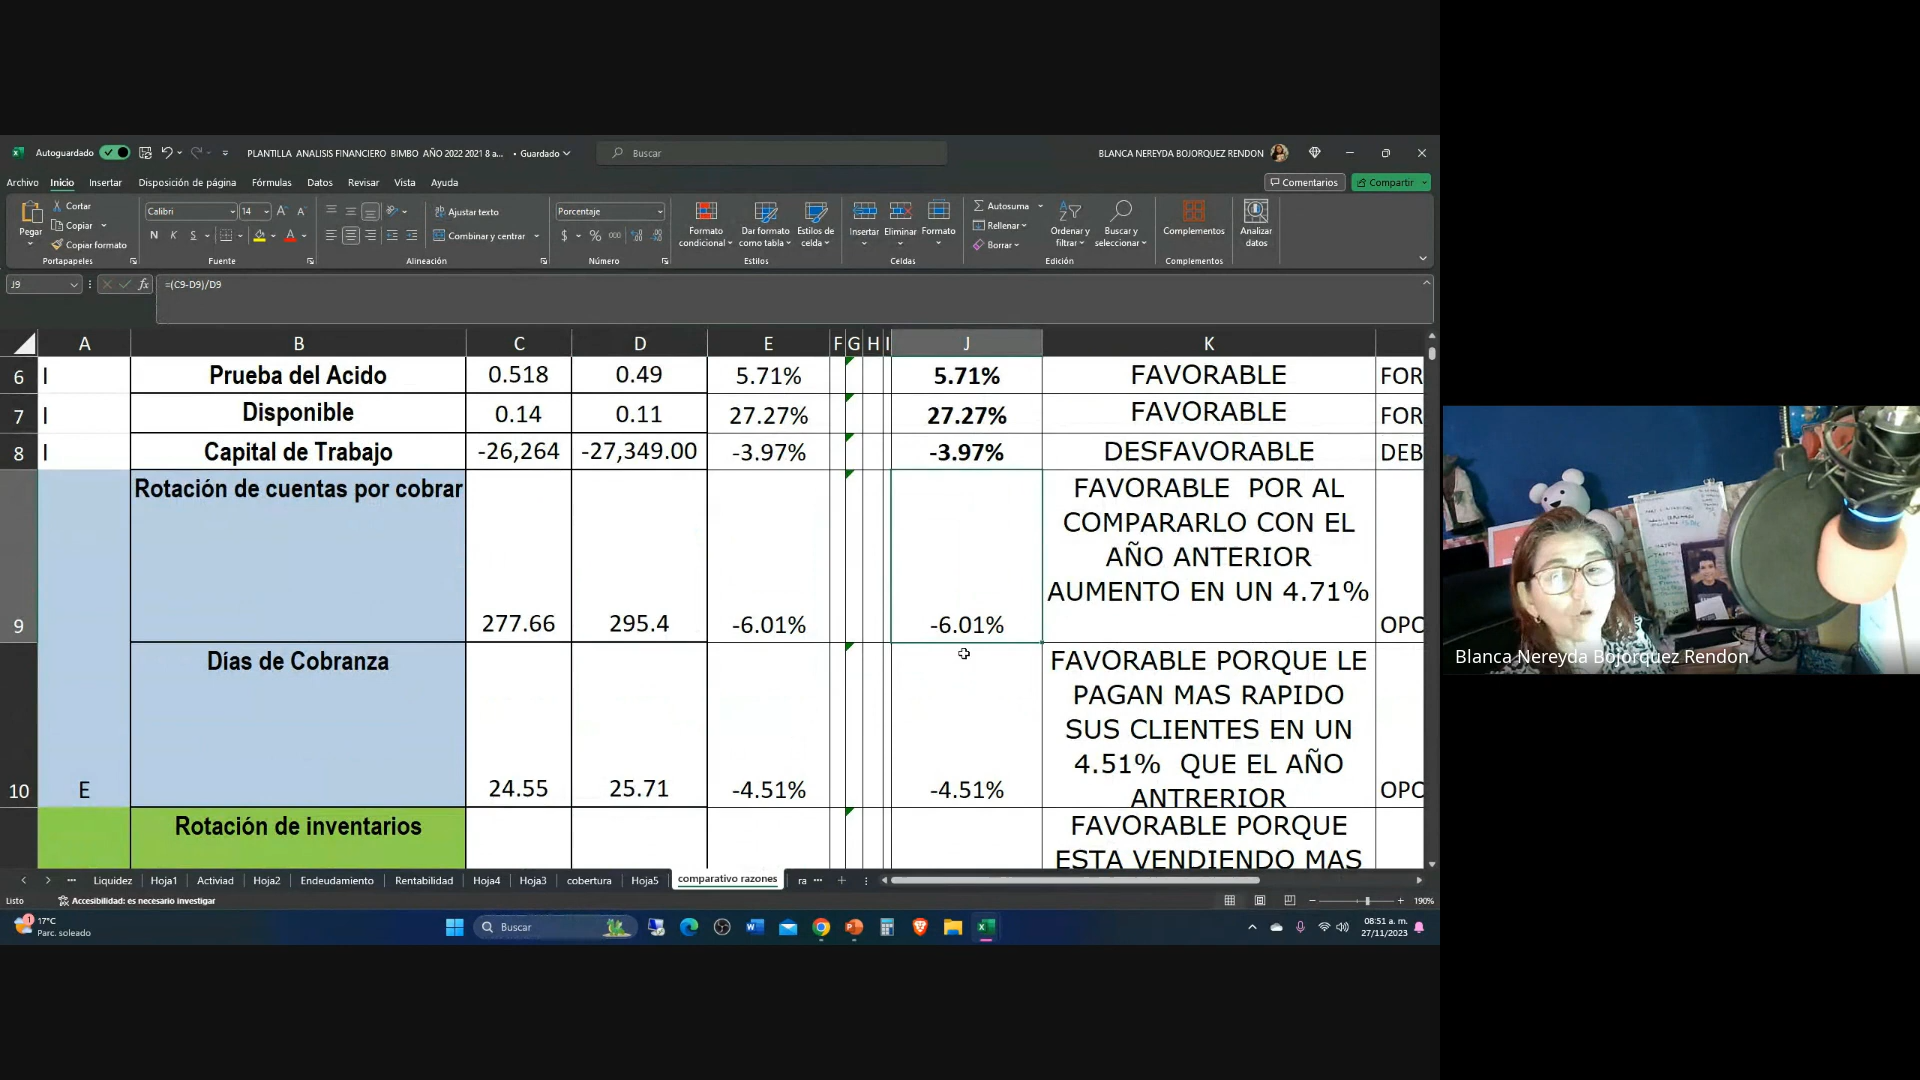 Autoguardado
PLANTILLA ANALISIS FINANCIERO BIMBO AÑO 2022 2021 8 a... • Guardado
Buscar
BLANCA NEREYDA BOJORQUEZ RENDON
Archivo Inicio Insertar Disposición de página Fórmulas Datos Revisar Vista Ayuda
Comentarios Compartir
Pegar
Cortar
Copiar
Copiar formato
Portapapeles
Calibri 14
N K S
Fuente
Ajustar texto
Combinar y centrar
Alineación
Porcentaje
$ % 000
Número
Formato condicional
Dar formato como tabla
Estilos de celda
Estilos
Insertar Eliminar Formato
Celdas
Autosuma
Rellenar
Borrar
Ordenar y filtrar
Buscar y seleccionar
Edición
Complementos
Complementos
Analizar datos
J9 fx =(C9-D9)/D9
A B C D E F G H I J K
6 I Prueba del Acido 0.518 0.49 5.71% 5.71% FAVORABLE FOR
7 I Disponible 0.14 0.11 27.27% 27.27% FAVORABLE FOR
8 I Capital de Trabajo -26,264 -27,349.00 -3.97% -3.97% DESFAVORABLE DEB
9 Rotación de cuentas por cobrar 277.66 295.4 -6.01% -6.01%
FAVORABLE POR AL
COMPARARLO CON EL
AÑO ANTERIOR
AUMENTO EN UN 4.71%
OPO
10 E Días de Cobranza 24.55 25.71 -4.51% -4.51%
FAVORABLE PORQUE LE
PAGAN MAS RAPIDO
SUS CLIENTES EN UN
4.51% QUE EL AÑO
ANTRERIOR
OPO
Rotación de inventarios
FAVORABLE PORQUE
ESTA VENDIENDO MAS
Liquidez Hoja1 Activiad Hoja2 Endeudamiento Rentabilidad Hoja4 Hoja3 cobertura Hoja5 comparativo razones ra
Listo
Accesibilidad: es necesario investigar
190%
17°C
Parc. soleado
Buscar
08:51 a. m.
27/11/2023
Blanca Nereyda Bojorquez Rendon